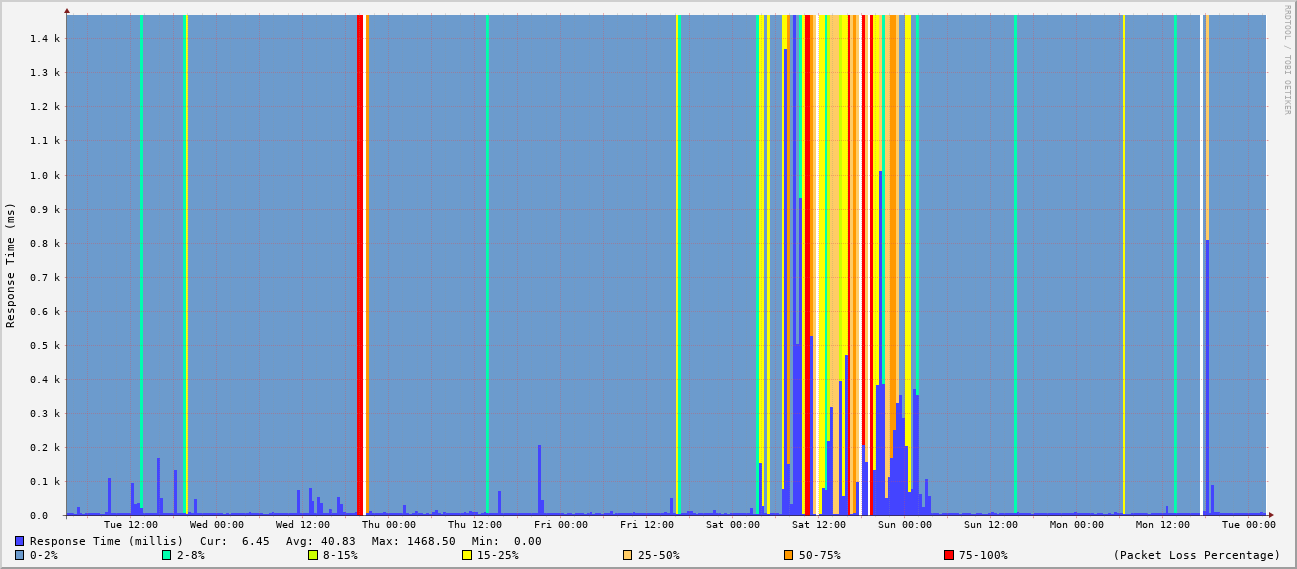 RRDTOOL / TOBI OETIKER
Response Time (ms)
1.4 k
1.3 k
1.2 k
1.1 k
1.0 k
0.9 k
0.8 k
0.7 k
0.6 k
0.5 k
0.4 k
0.3 k
0.2 k
0.1 k
0.0
Tue 12:00 Wed 00:00 Wed 12:00 Thu 00:00 Thu 12:00 Fri 00:00 Fri 12:00 Sat 00:00 Sat 12:00 Sun 00:00 Sun 12:00 Mon 00:00 Mon 12:00 Tue 00:00
Response Time (millis) Cur: 6.45 Avg: 40.83 Max: 1468.50 Min: 0.00
0-2% 2-8% 8-15% 15-25% 25-50% 50-75% 75-100% (Packet Loss Percentage)